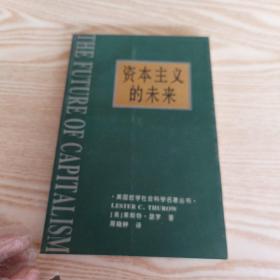 THE FUTURE OF CAPITALISM
资本主义
的未来
·美国哲学社会科学名著丛书·
LESTER C. THUROW
[美]莱斯特·瑟罗 著
周晓钟 译